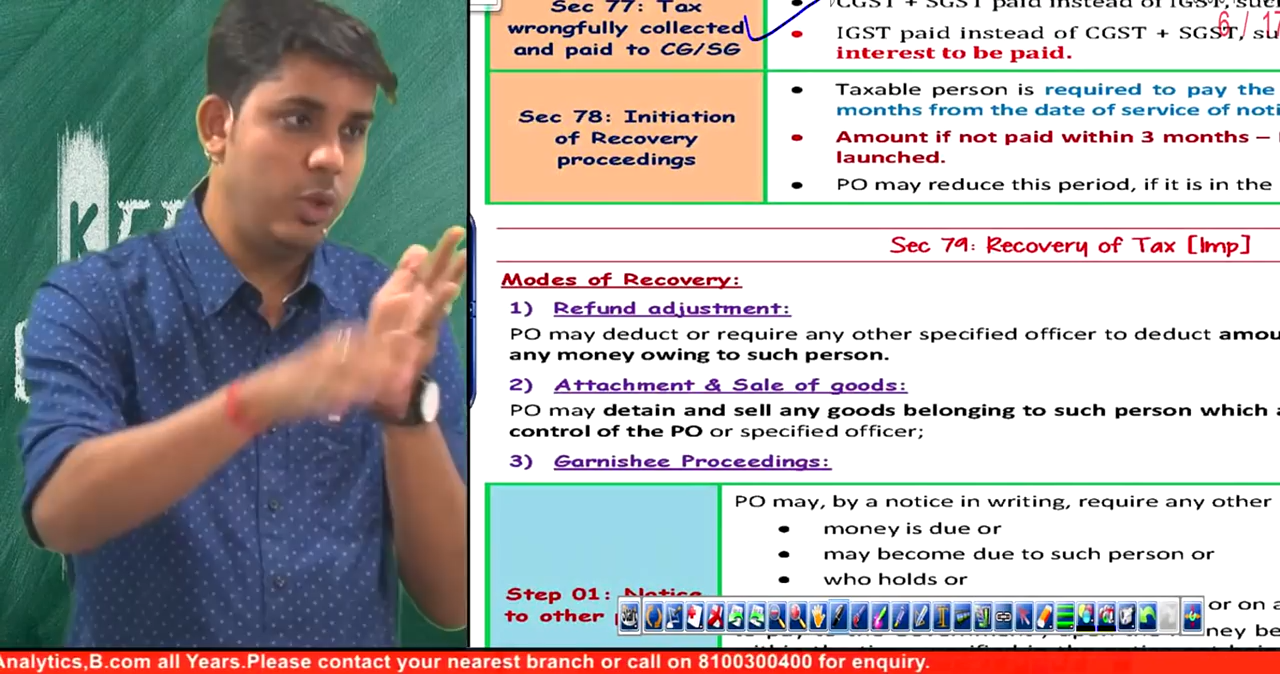 Sec 77: Tax
wrongfully collected
and paid to CG/SG
CGST + SGST paid instead of IGST, suc
6 / 17
IGST paid instead of CGST + SGST, su
interest to be paid.
Sec 78: Initiation
of Recovery
proceedings
Taxable person is required to pay the
months from the date of service of noti
Amount if not paid within 3 months –
launched.
PO may reduce this period, if it is in the
Sec 79: Recovery of Tax [Imp]
Modes of Recovery:
1) Refund adjustment:
PO may deduct or require any other specified officer to deduct amou
any money owing to such person.
2) Attachment & Sale of goods:
PO may detain and sell any goods belonging to such person which a
control of the PO or specified officer;
3) Garnishee Proceedings:
Step 01: Notice
to other
PO may, by a notice in writing, require any other
money is due or
may become due to such person or
who holds or
or on a
ney be
Analytics,B.com all Years.Please contact your nearest branch or call on 8100300400 for enquiry.